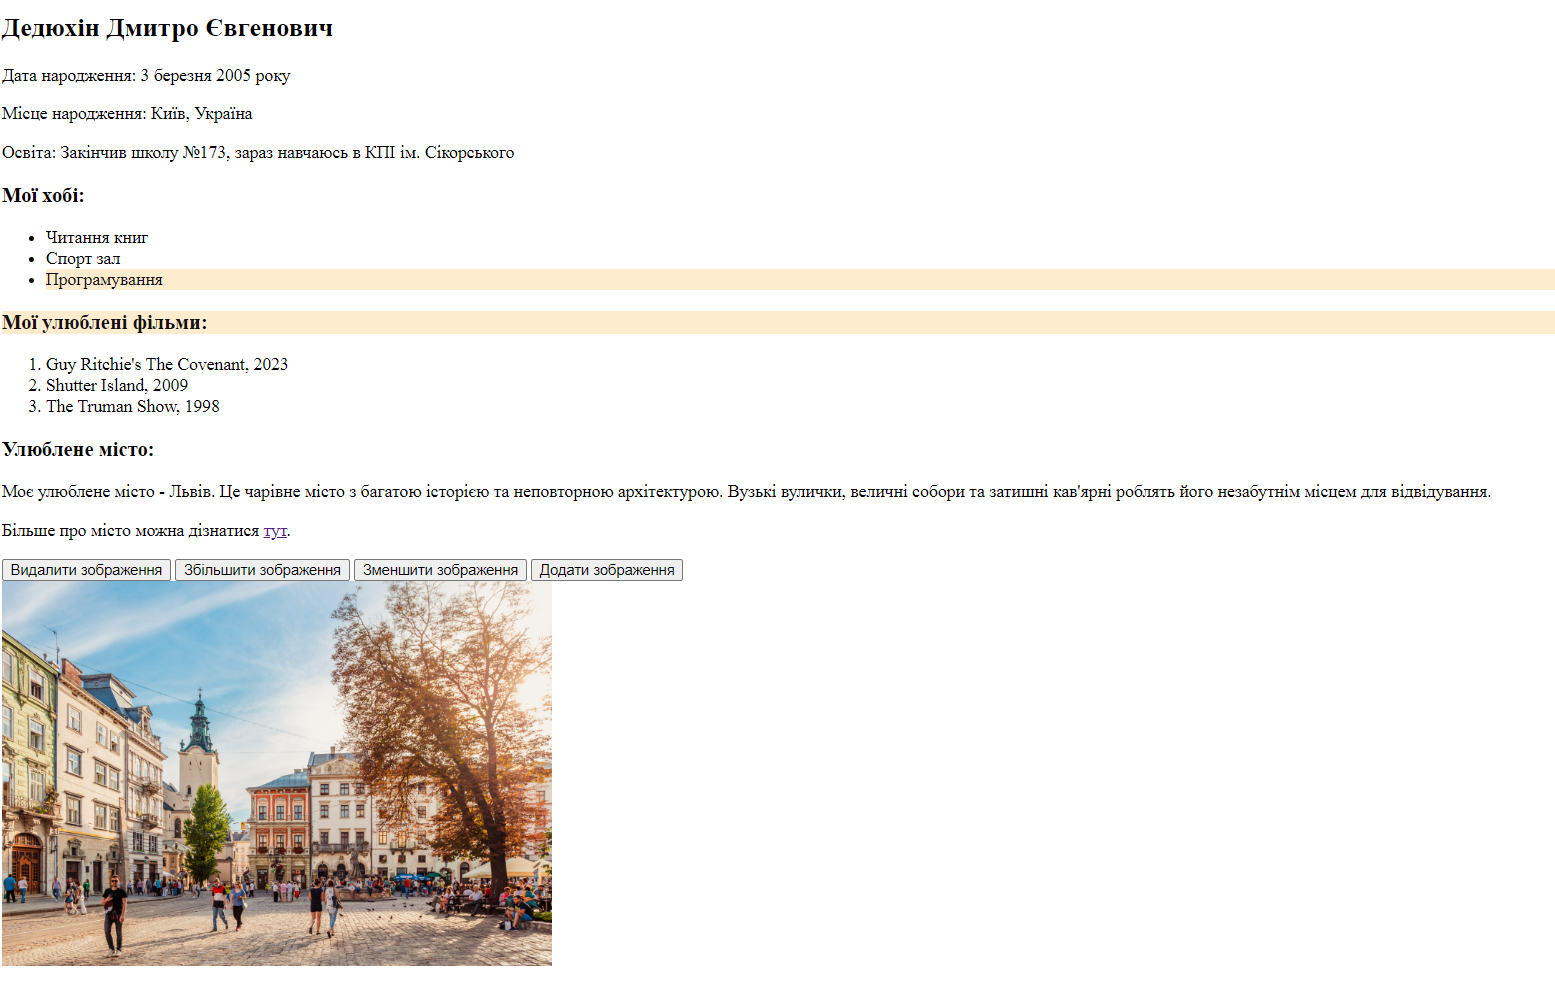 Дедюхін Дмитро Євгенович
Дата народження: 3 березня 2005 року
Місце народження: Київ, Україна
Освіта: Закінчив школу №173, зараз навчаюсь в КПІ ім. Сікорського
Мої хобі:
• Читання книг
• Спорт зал
• Програмування
Мої улюблені фільми:
1. Guy Ritchie's The Covenant, 2023
2. Shutter Island, 2009
3. The Truman Show, 1998
Улюблене місто:
Моє улюблене місто - Львів. Це чарівне місто з багатою історією та неповторною архітектурою. Вузькі вулички, величні собори та затишні кав'ярні роблять його незабутнім місцем для відвідування.
Більше про місто можна дізнатися тут.
Видалити зображення Збільшити зображення Зменшити зображення Додати зображення